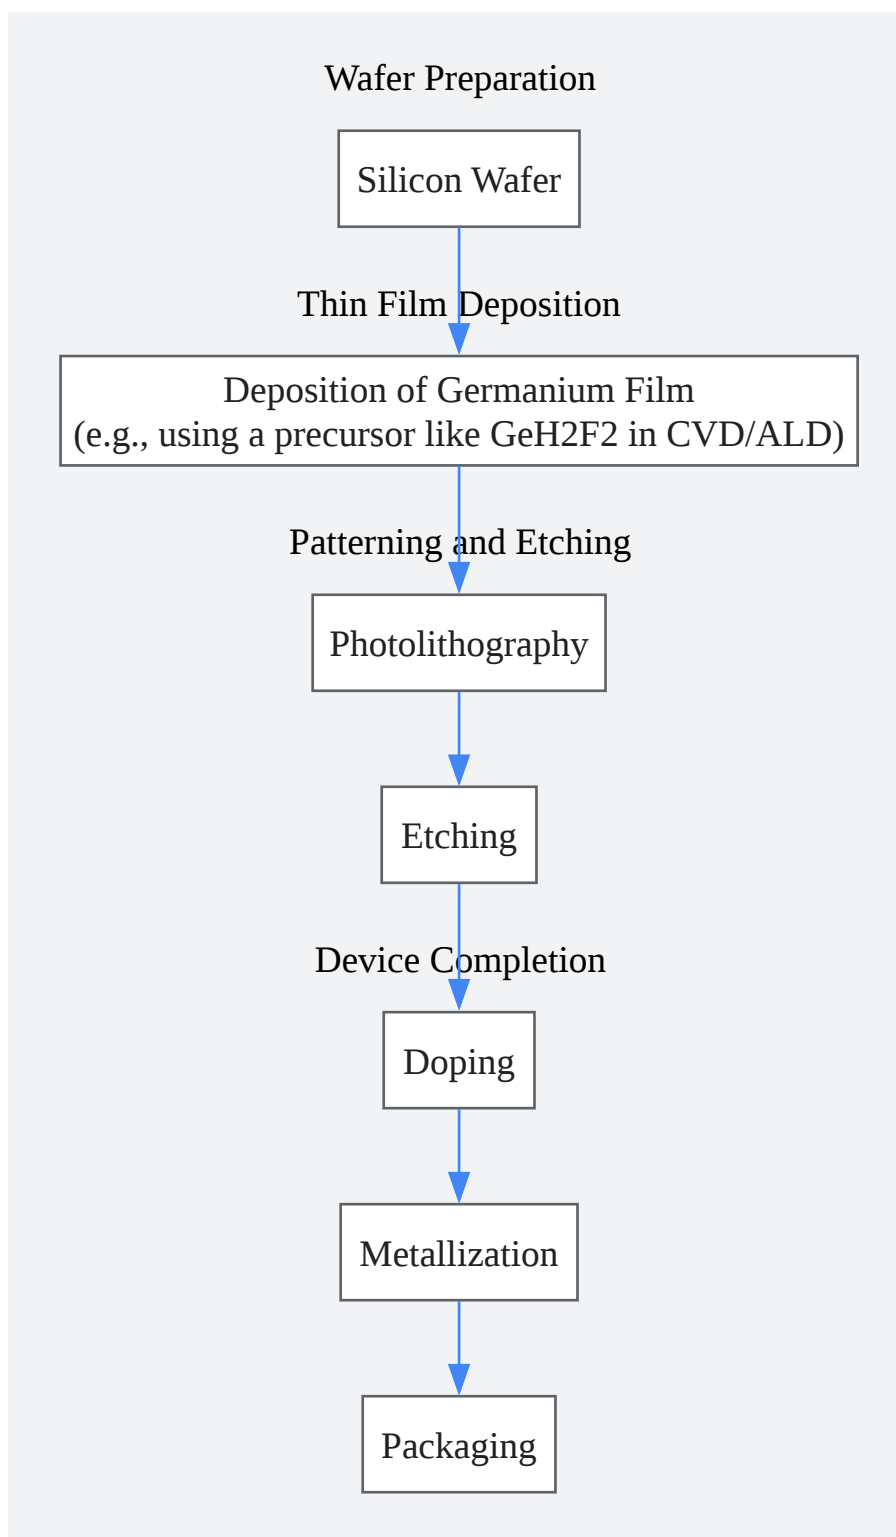 Wafer Preparation
Silicon Wafer
Thin Film Deposition
Deposition of Germanium Film
(e.g., using a precursor like GeH2F2 in CVD/ALD)
Patterning and Etching
Photolithography
Etching
Device Completion
Doping
Metallization
Packaging